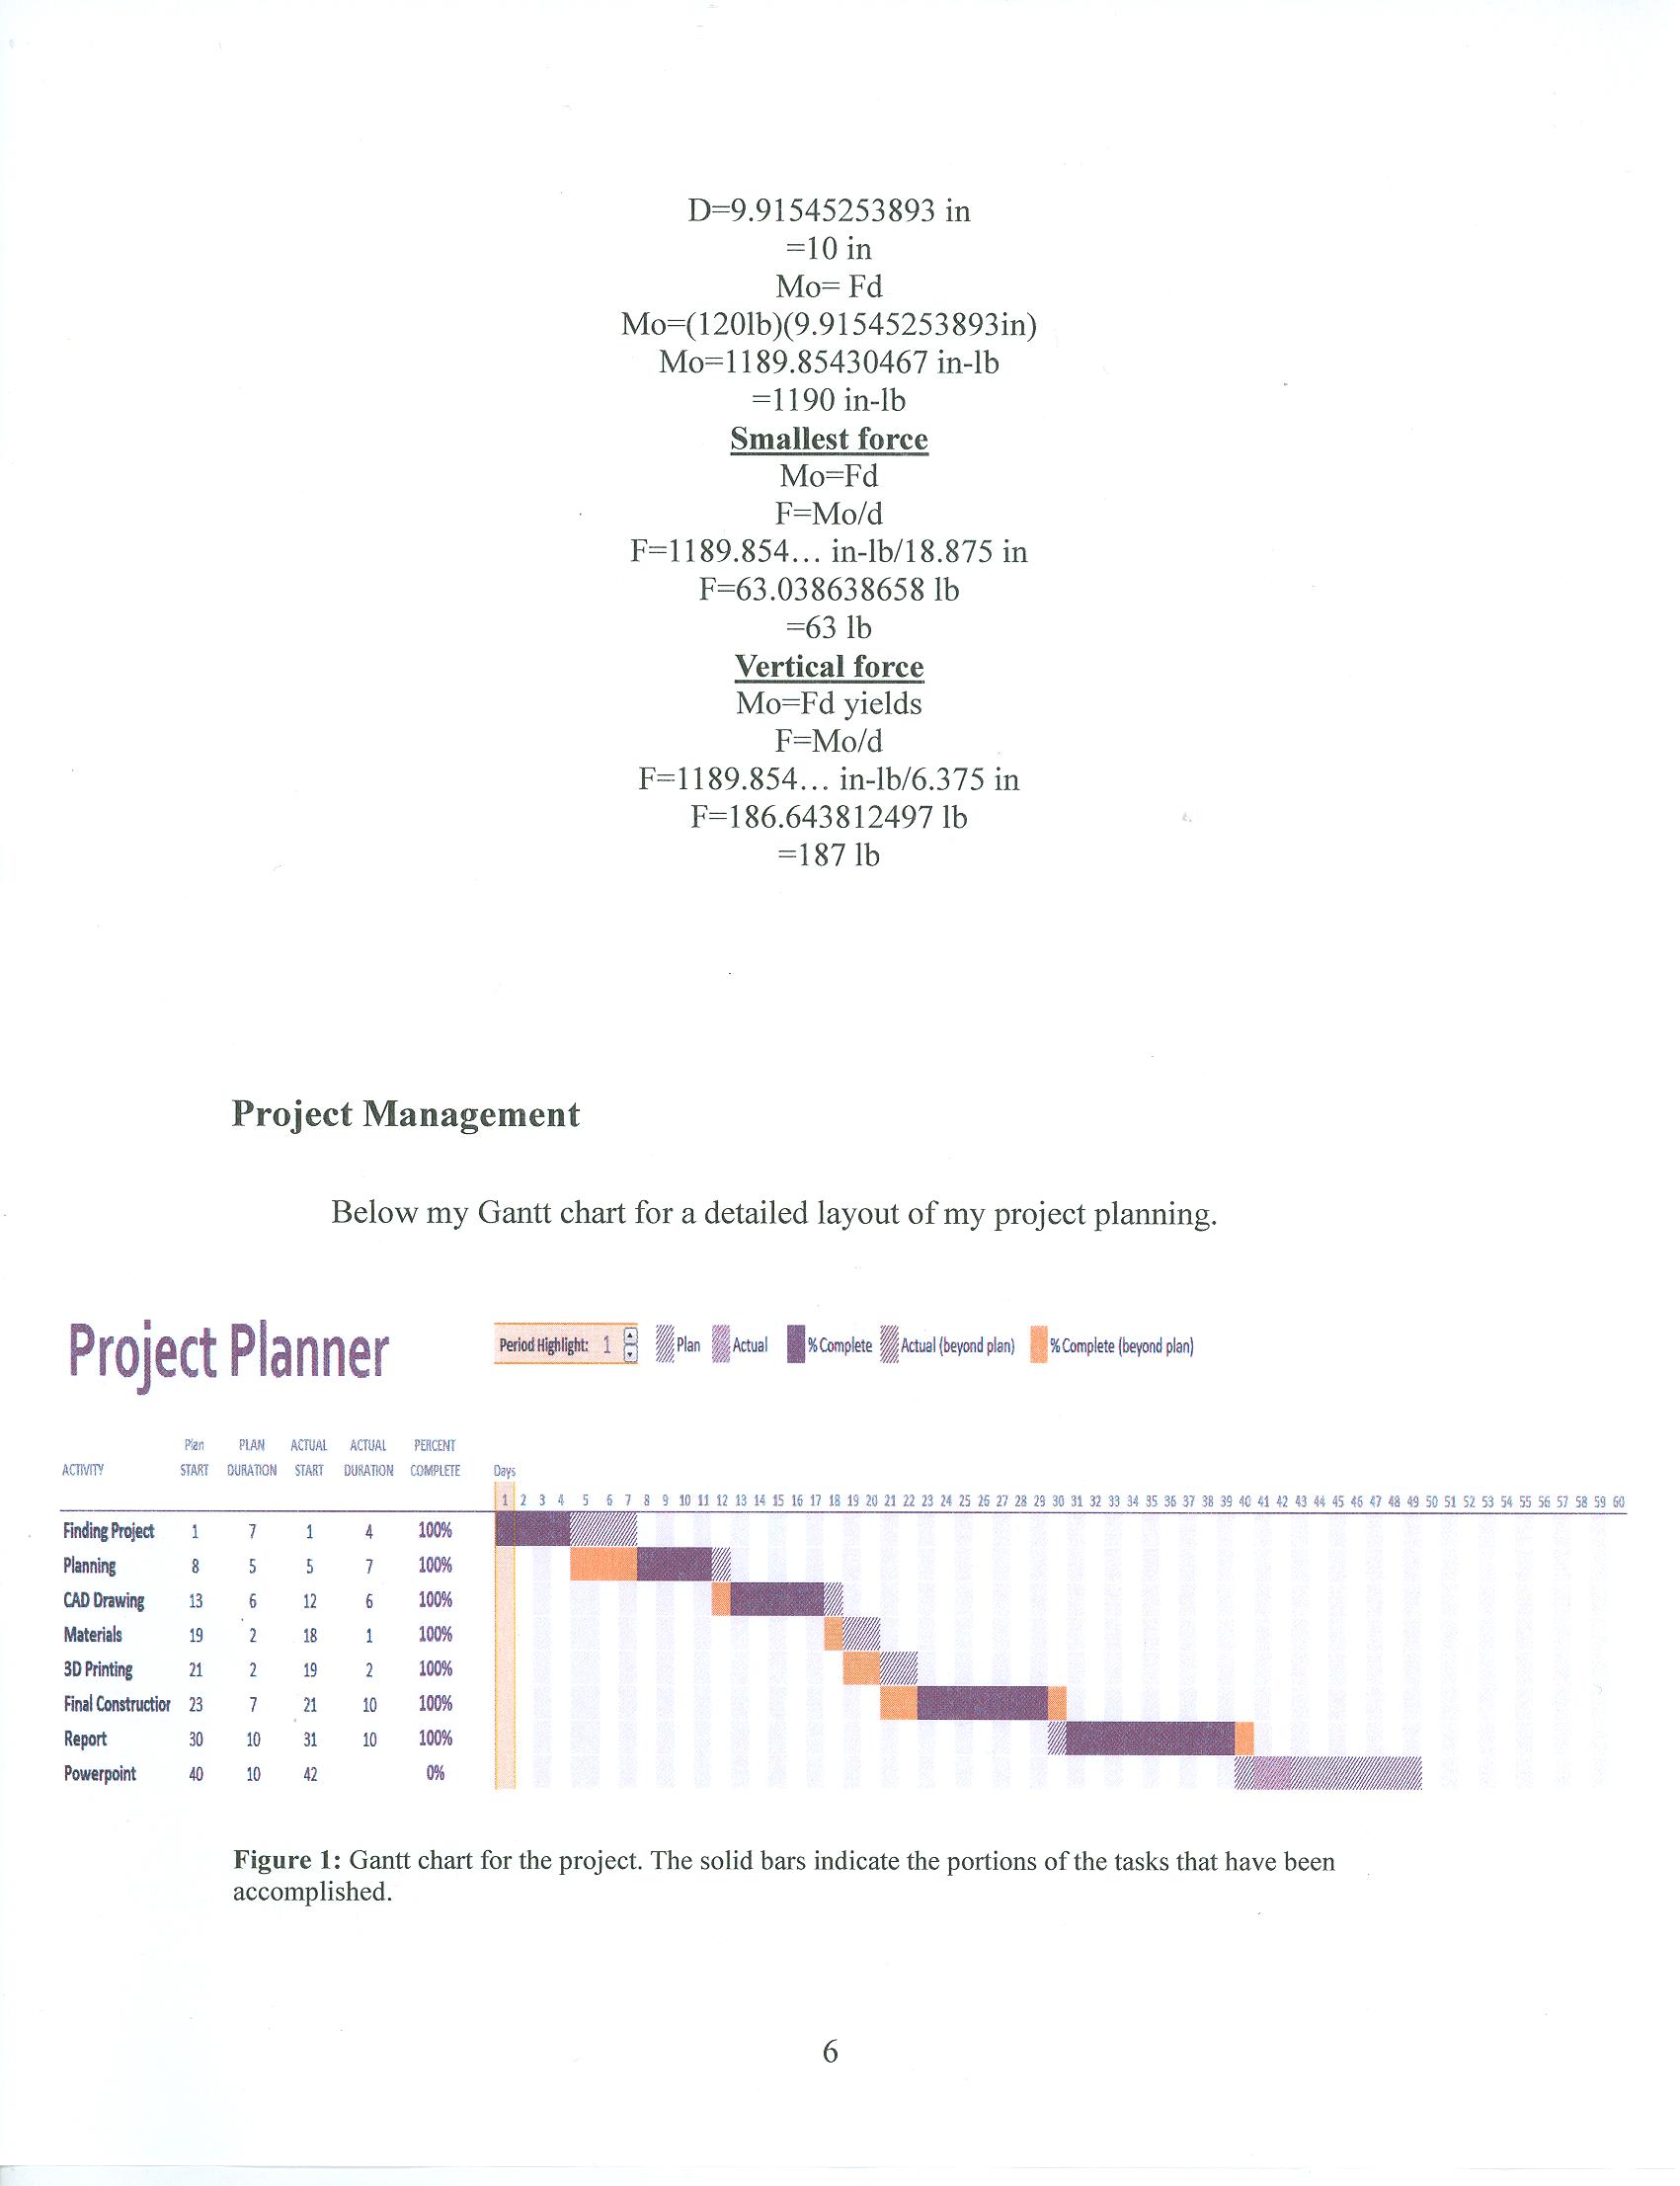 D=9.91545253893 in
=10 in
Mo= Fd
Mo=(120lb)(9.91545253893in)
Mo=1189.85430467 in-lb
=1190 in-lb
Smallest force
Mo=Fd
F=Mo/d
F=1189.854… in-lb/18.875 in
F=63.038638658 lb
=63 lb
Vertical force
Mo=Fd yields
F=Mo/d
F=1189.854… in-lb/6.375 in
F=186.643812497 lb
=187 lb
Project Management
Below my Gantt chart for a detailed layout of my project planning.
Project Planner
Period Highlight: 1 Plan Actual % Complete Actual (beyond plan) % Complete (beyond plan)
Plan PLAN ACTUAL ACTUAL PERCENT
ACTIVITY START DURATION START DURATION COMPLETE Days
1 2 3 4 5 6 7 8 9 10 11 12 13 14 15 16 17 18 19 20 21 22 23 24 25 26 27 28 29 30 31 32 33 34 35 36 37 38 39 40 41 42 43 44 45 46 47 48 49 50 51 52 53 54 55 56 57 58 59 60
Finding Project 1 7 1 4 100%
Planning 8 5 5 7 100%
CAD Drawing 13 6 12 6 100%
Materials 19 2 18 1 100%
3D Printing 21 2 19 2 100%
Final Construction 23 7 21 10 100%
Report 30 10 31 10 100%
Powerpoint 40 10 42 0%
Figure 1: Gantt chart for the project. The solid bars indicate the portions of the tasks that have been
accomplished.
6